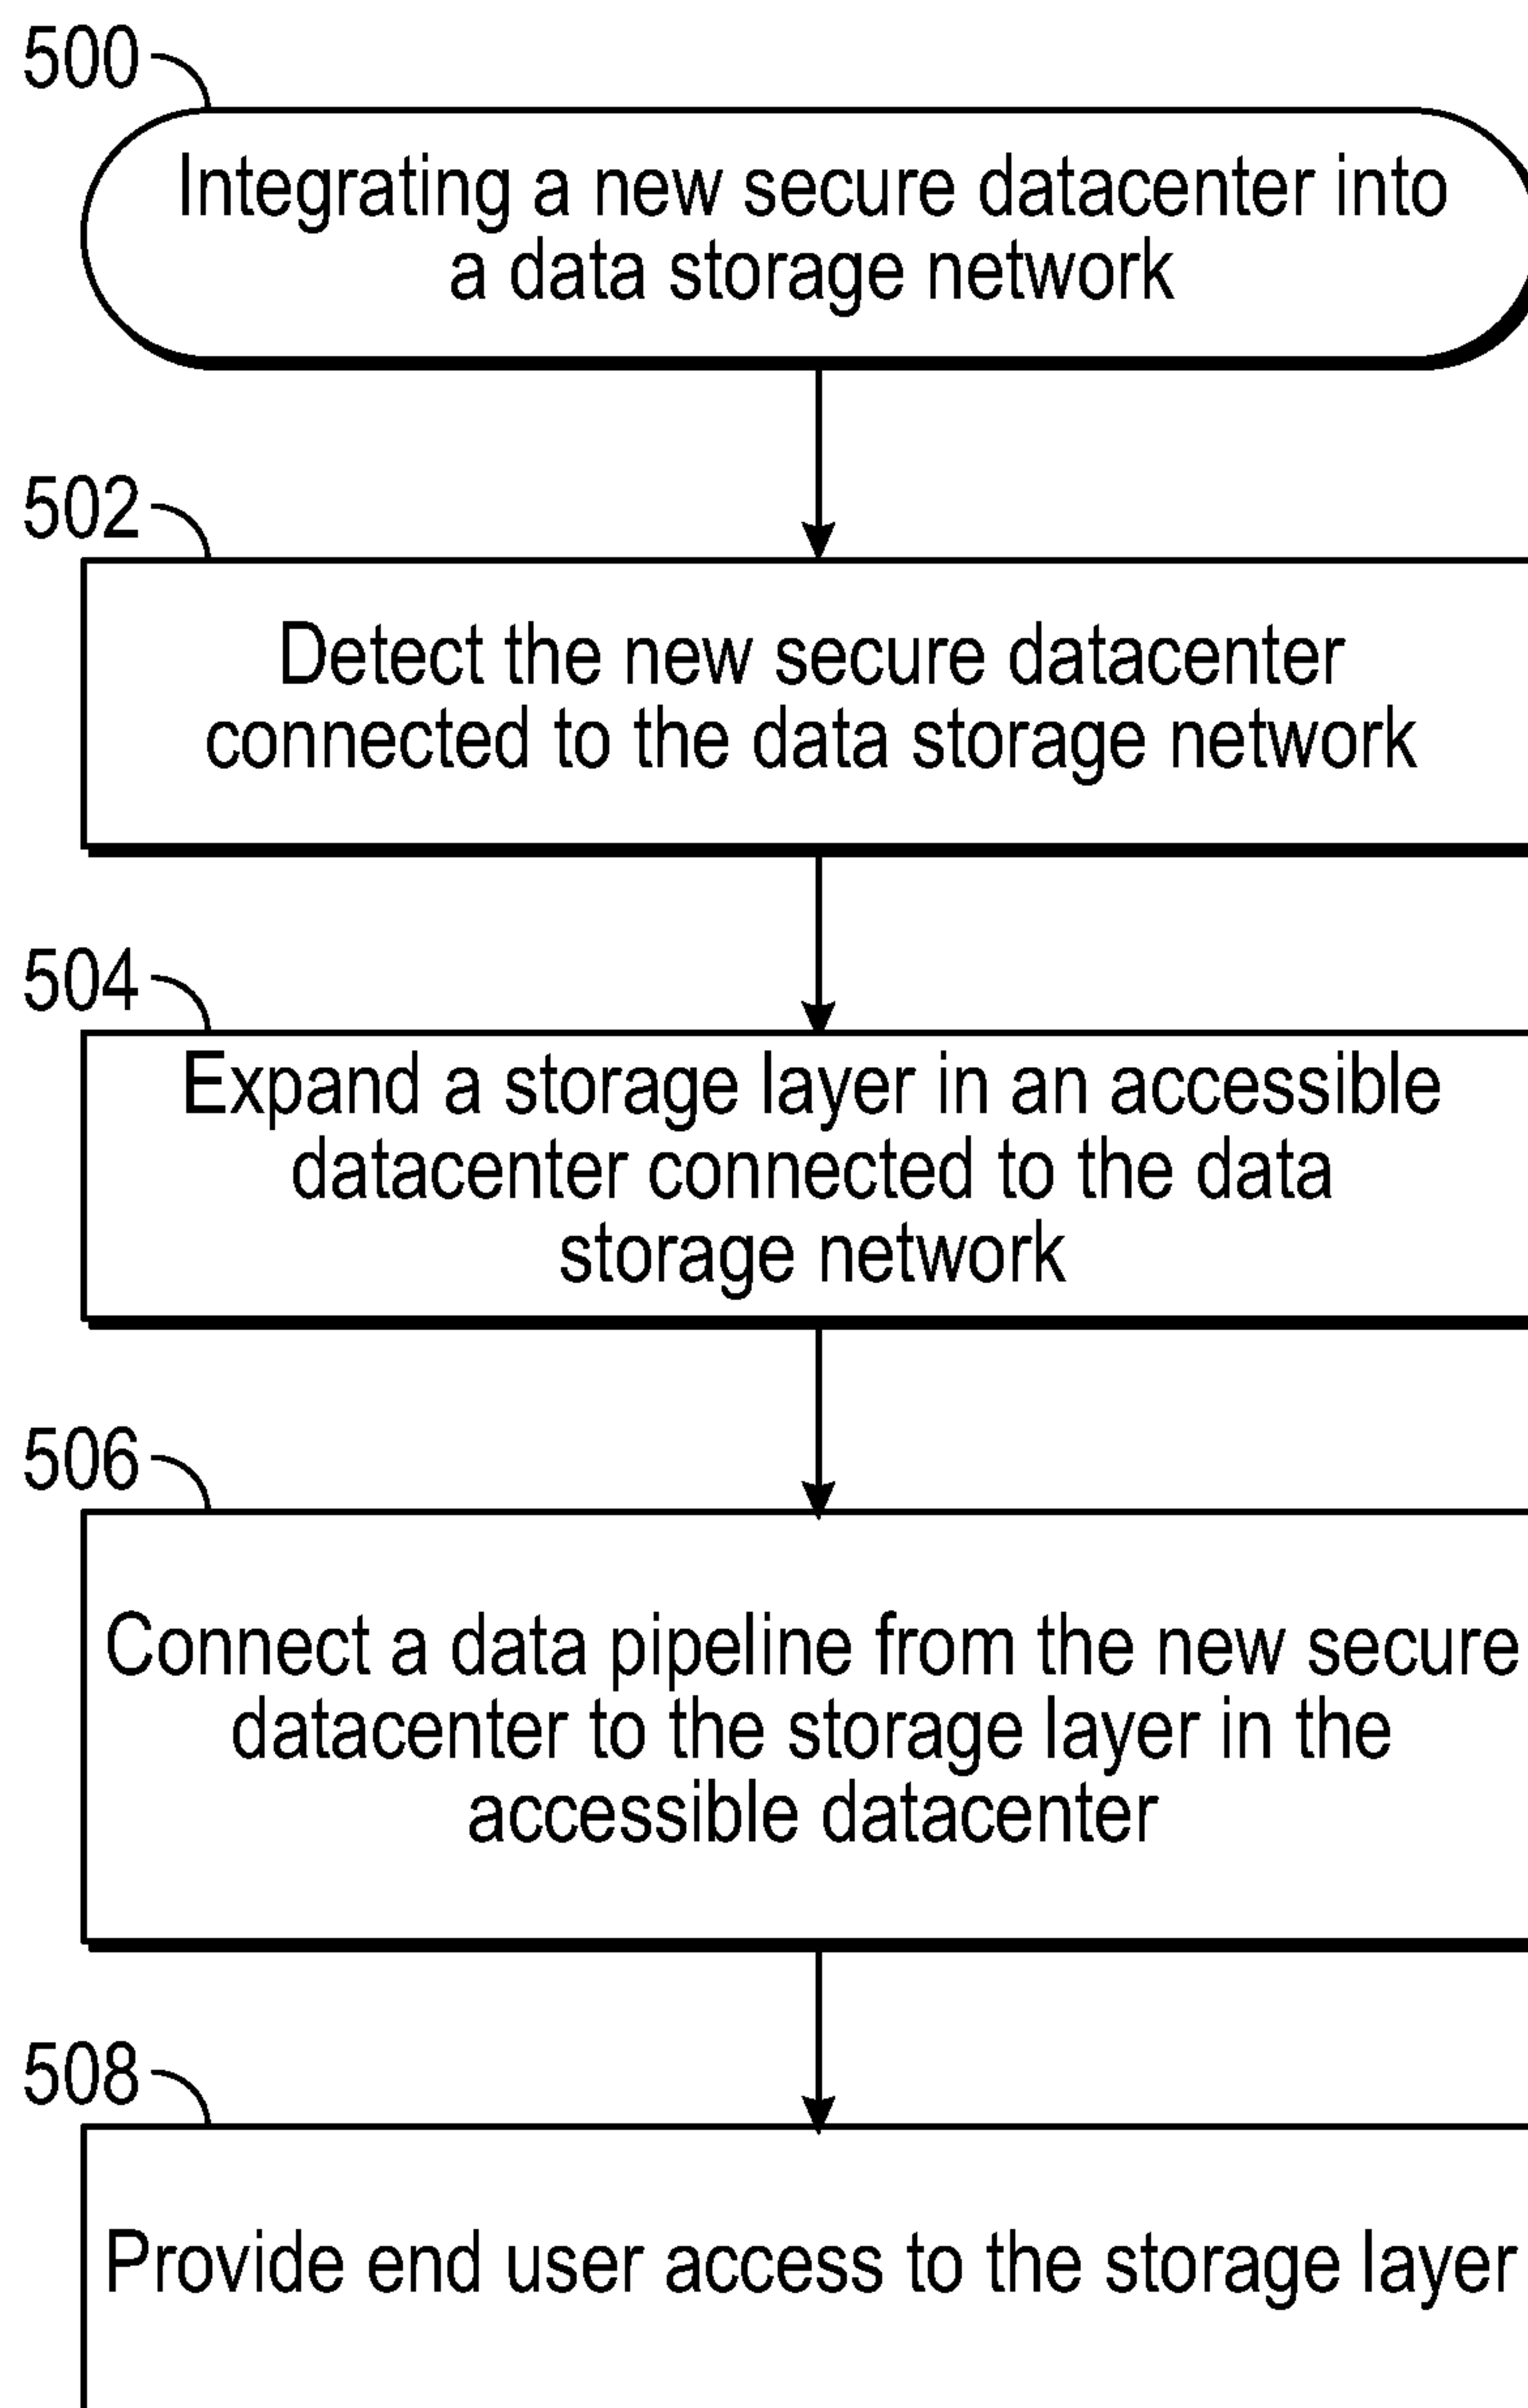 500
Integrating a new secure datacenter into
a data storage network
502
Detect the new secure datacenter
connected to the data storage network
504
Expand a storage layer in an accessible
datacenter connected to the data
storage network
506
Connect a data pipeline from the new secure
datacenter to the storage layer in the
accessible datacenter
508
Provide end user access to the storage layer